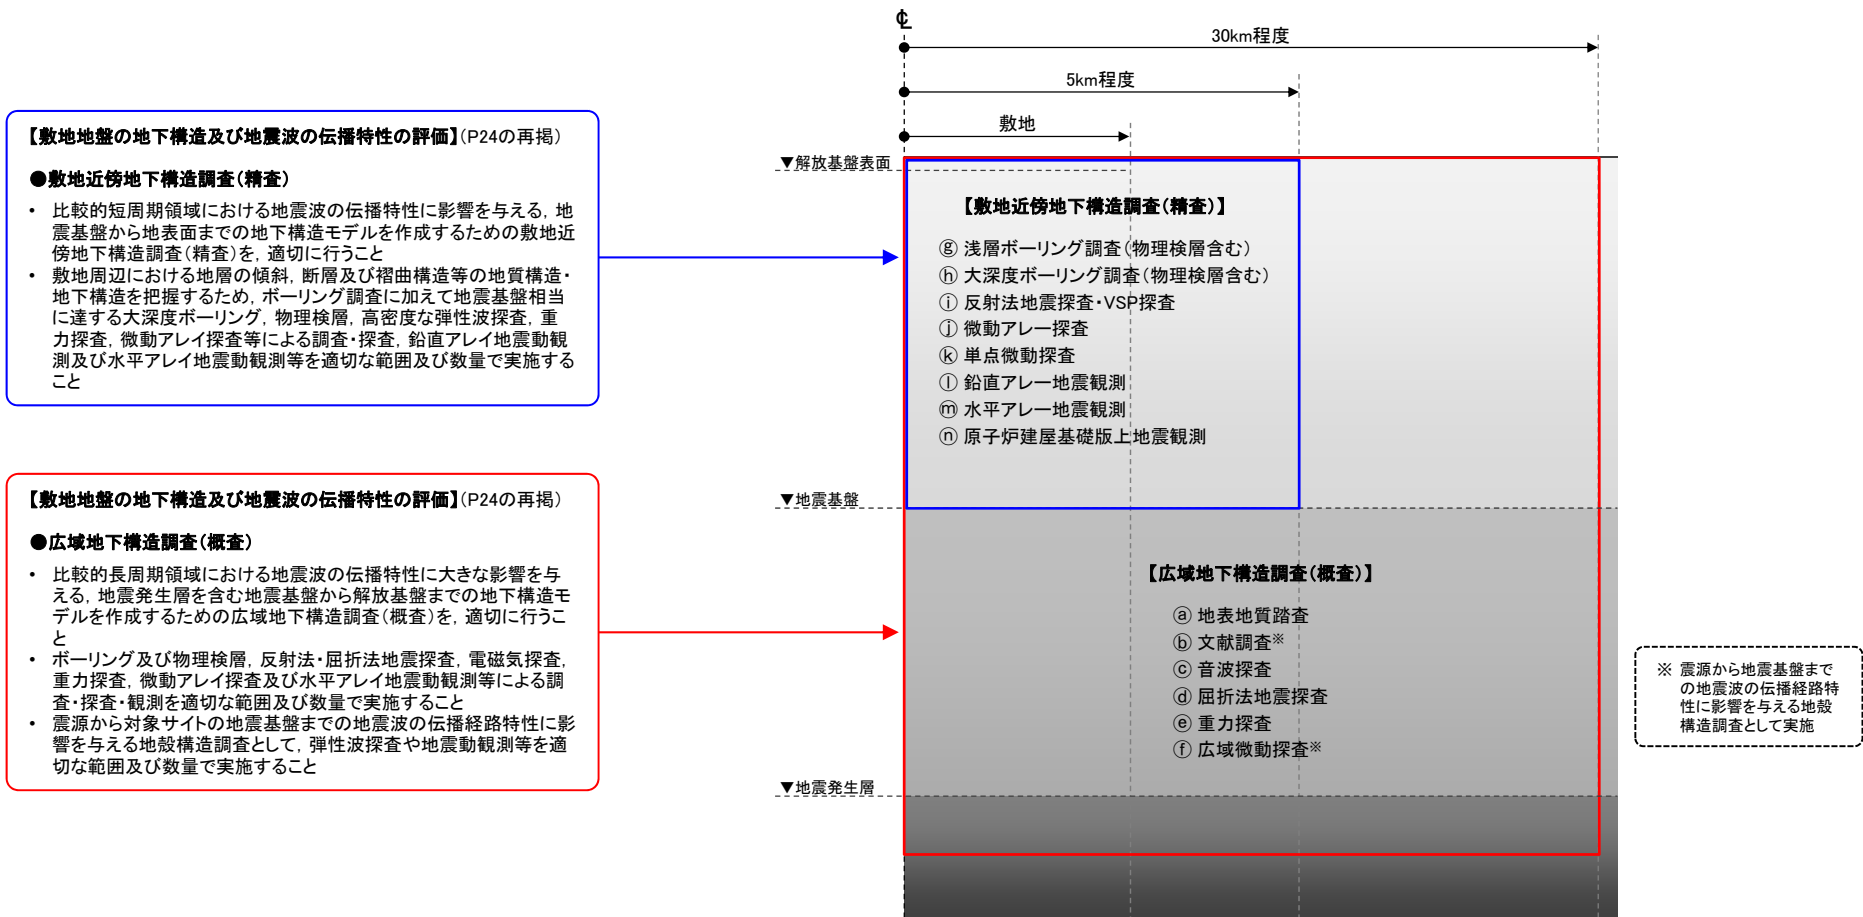 【敷地地盤の地下構造及び地震波の伝播特性の評価】(P24の再掲)
●敷地近傍地下構造調査(精査)
• 比較的短周期領域における地震波の伝播特性に影響を与える, 地
震基盤から地表面までの地下構造モデルを作成するための敷地近
傍地下構造調査(精査)を, 適切に行うこと
• 敷地周辺における地層の傾斜, 断層及び褶曲構造等の地質構造・
地下構造を把握するため, ボーリング調査に加えて地震基盤相当
に達する大深度ボーリング, 物理検層, 高密度な弾性波探査, 重
力探査, 微動アレイ探査等による調査・探査, 鉛直アレイ地震動観
測及び水平アレイ地震動観測等を適切な範囲及び数量で実施する
こと
【敷地地盤の地下構造及び地震波の伝播特性の評価】(P24の再掲)
●広域地下構造調査(概査)
• 比較的長周期領域における地震波の伝播特性に大きな影響を与
える, 地震発生層を含む地震基盤から解放基盤までの地下構造モ
デルを作成するための広域地下構造調査(概査)を, 適切に行うこ
と
• ボーリング及び物理検層, 反射法・屈折法地震探査, 電磁気探査,
重力探査, 微動アレイ探査及び水平アレイ地震動観測等による調
査・探査・観測を適切な範囲及び数量で実施すること
• 震源から対象サイトの地震基盤までの地震波の伝播経路特性に影
響を与える地殻構造調査として, 弾性波探査や地震動観測等を適
切な範囲及び数量で実施すること
℄
30km程度
5km程度
敷地
▼解放基盤表面
【敷地近傍地下構造調査(精査)】
ⓖ 浅層ボーリング調査(物理検層含む)
ⓗ 大深度ボーリング調査(物理検層含む)
ⓘ 反射法地震探査・VSP探査
ⓙ 微動アレー探査
ⓚ 単点微動探査
ⓛ 鉛直アレー地震観測
ⓜ 水平アレー地震観測
ⓝ 原子炉建屋基礎版上地震観測
▼地震基盤
【広域地下構造調査(概査)】
ⓐ 地表地質踏査
ⓑ 文献調査※
ⓒ 音波探査
ⓓ 屈折法地震探査
ⓔ 重力探査
ⓕ 広域微動探査※
▼地震発生層
※ 震源から地震基盤まで
の地震波の伝播経路特
性に影響を与える地殻
構造調査として実施